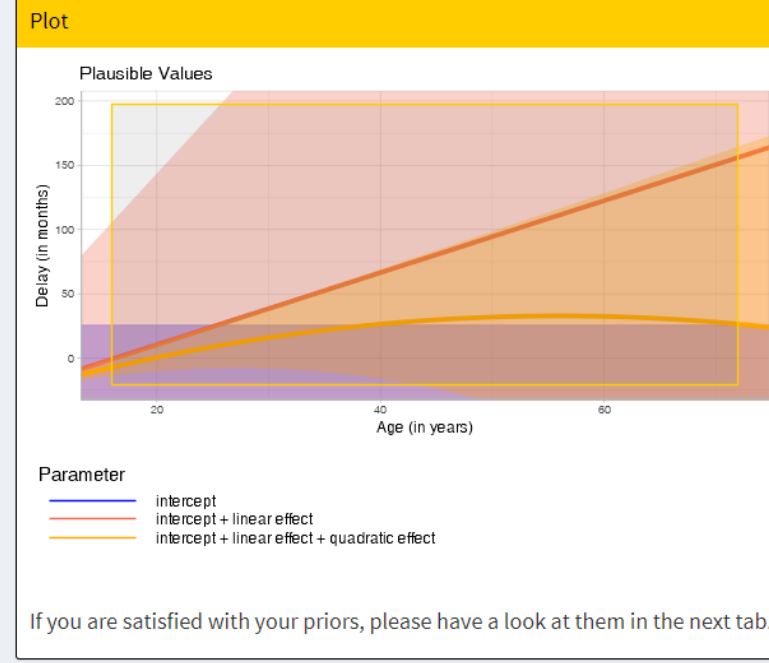 Plot
Plausible Values
200
150
100
50
0
Delay (in months)
20 40 60
Age (in years)
Parameter
intercept
intercept + linear effect
intercept + linear effect + quadratic effect
If you are satisfied with your priors, please have a look at them in the next tab.